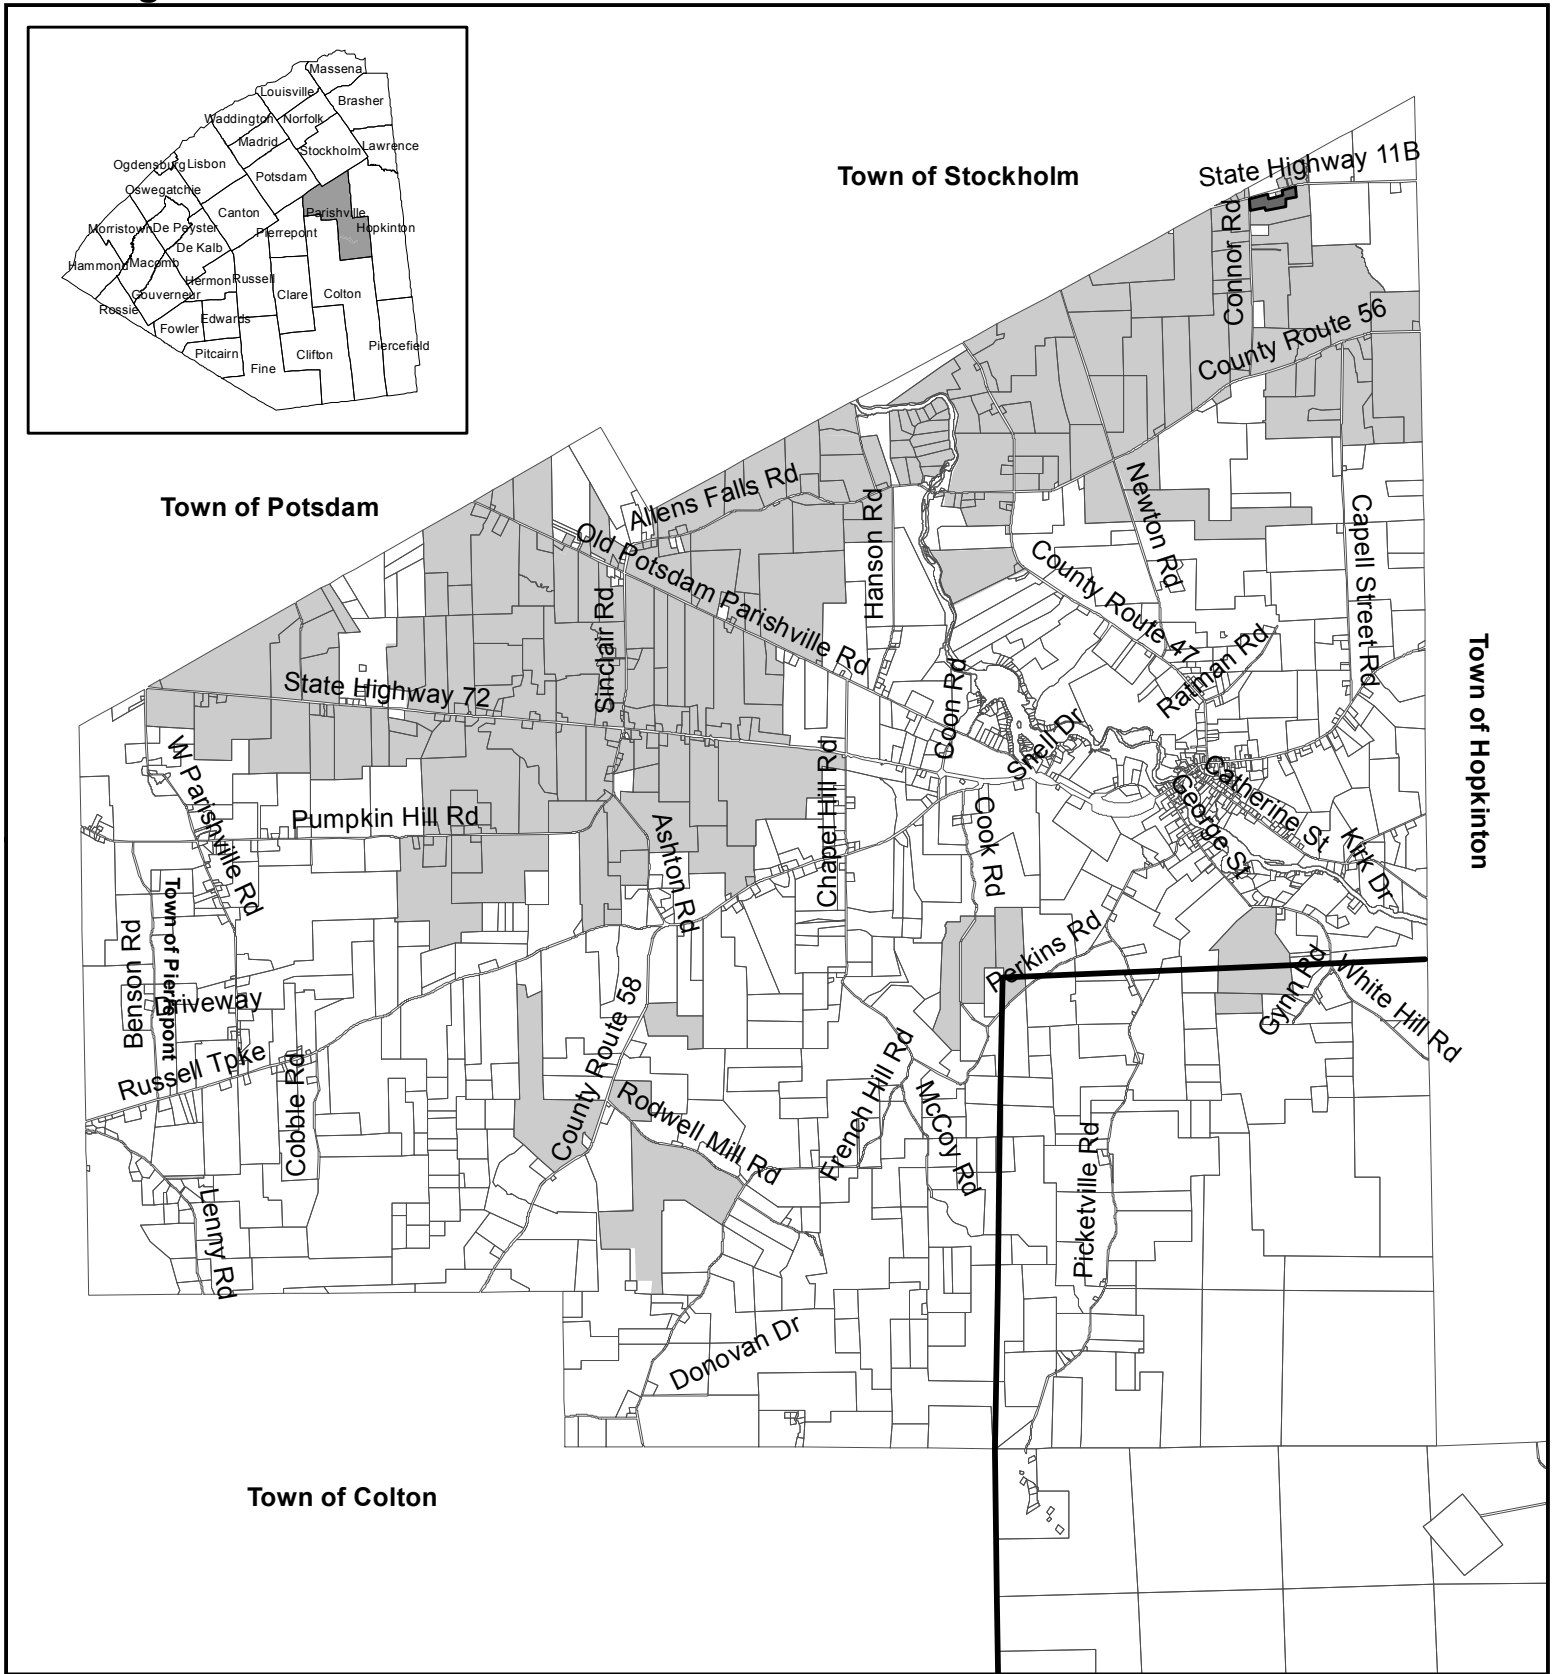 Massena
Louisville
Brasher
Waddington
Norfolk
Madrid
Stockholm
Lawrence
Ogdensburg
Lisbon
Potsdam
Oswegatchie
Canton
Parishville
Morristown
De Peyster
Pierrepont
Hopkinton
De Kalb
Hammond
Macomb
Hermon
Russell
Gouverneur
Clare
Colton
Rossie
Edwards
Fowler
Pitcairn
Clifton
Piercefield
Fine
Town of Stockholm
State Highway 11B
Connor Rd
County Route 56
Town of Potsdam
Allens Falls Rd
Old Potsdam Parishville Rd
Hanson Rd
Newton Rd
Capell Street Rd
County Route 47
Sinclair Rd
Ratman Rd
Town of Hopkinton
State Highway 72
Coon Rd
Snell Dr
W Parishville Rd
Chapel Hill Rd
Catherine St
George St
Pumpkin Hill Rd
Ashton Rd
Cook Rd
Kirk Dr
Town of Pierrepont
Benson Rd
Perkins Rd
Driveway
Gynn Rd
White Hill Rd
County Route 58
Russell Tpke
Cobble Rd
Rodwell Mill Rd
French Hill Rd
McCoy Rd
Picketville Rd
Lenny Rd
Donovan Dr
Town of Colton